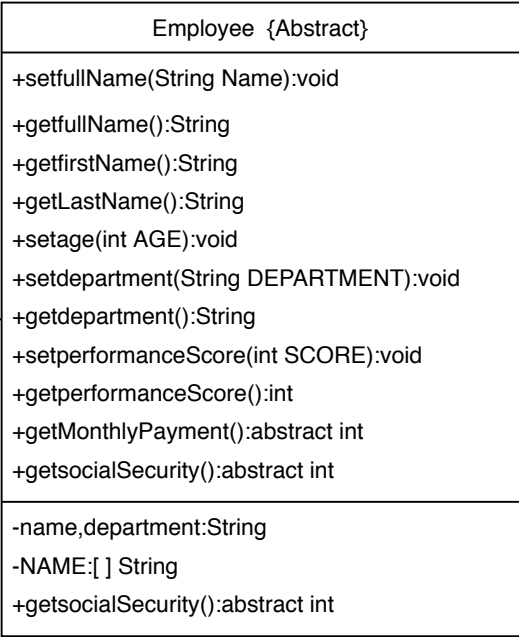 Employee {Abstract}
+setfullName(String Name):void
+getfullName():String
+getfirstName():String
+getLastName():String
+setage(int AGE):void
+setdepartment(String DEPARTMENT):void
+getdepartment():String
+setperformanceScore(int SCORE):void
+getperformanceScore():int
+getMonthlyPayment():abstract int
+getsocialSecurity():abstract int
-name,department:String
-NAME:[ ] String
+getsocialSecurity():abstract int